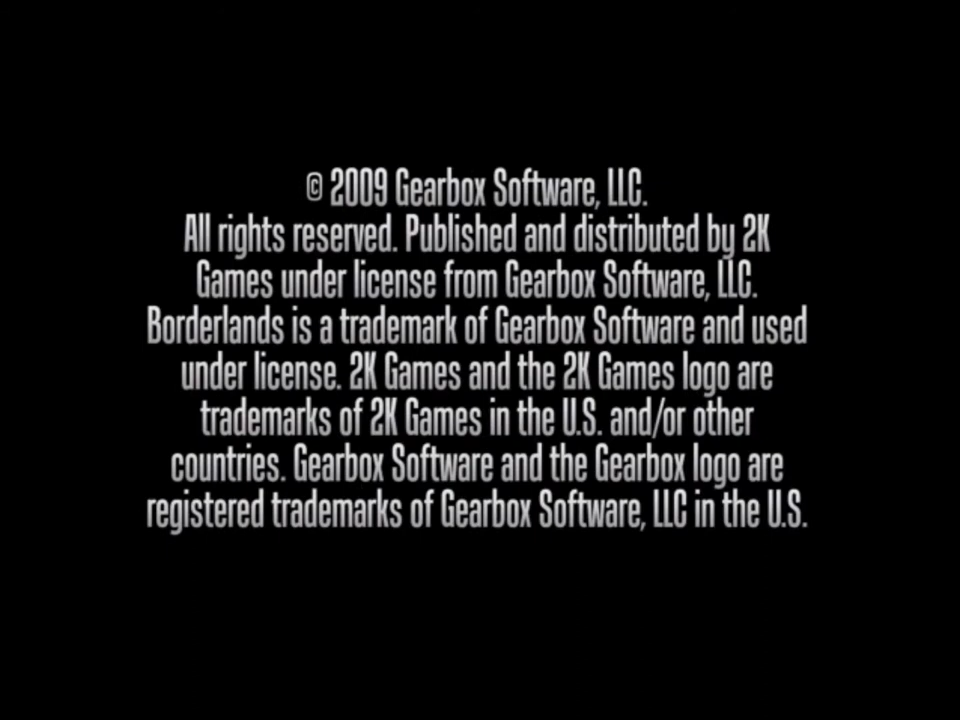 © 2009 Gearbox Software, LLC.
All rights reserved. Published and distributed by 2K
Games under license from Gearbox Software, LLC.
Borderlands is a trademark of Gearbox Software and used
under license. 2K Games and the 2K Games logo are
trademarks of 2K Games in the U.S. and/or other
countries. Gearbox Software and the Gearbox logo are
registered trademarks of Gearbox Software, LLC in the U.S.